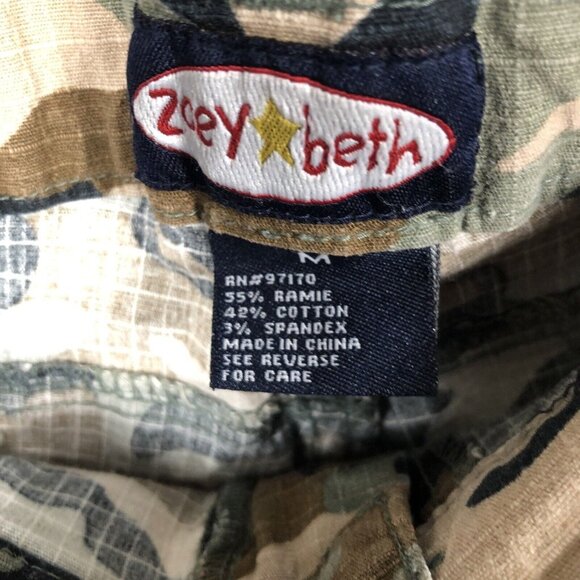 zoey beth
M
RN#97170
55% RAMIE
42% COTTON
3% SPANDEX
MADE IN CHINA
SEE REVERSE
FOR CARE